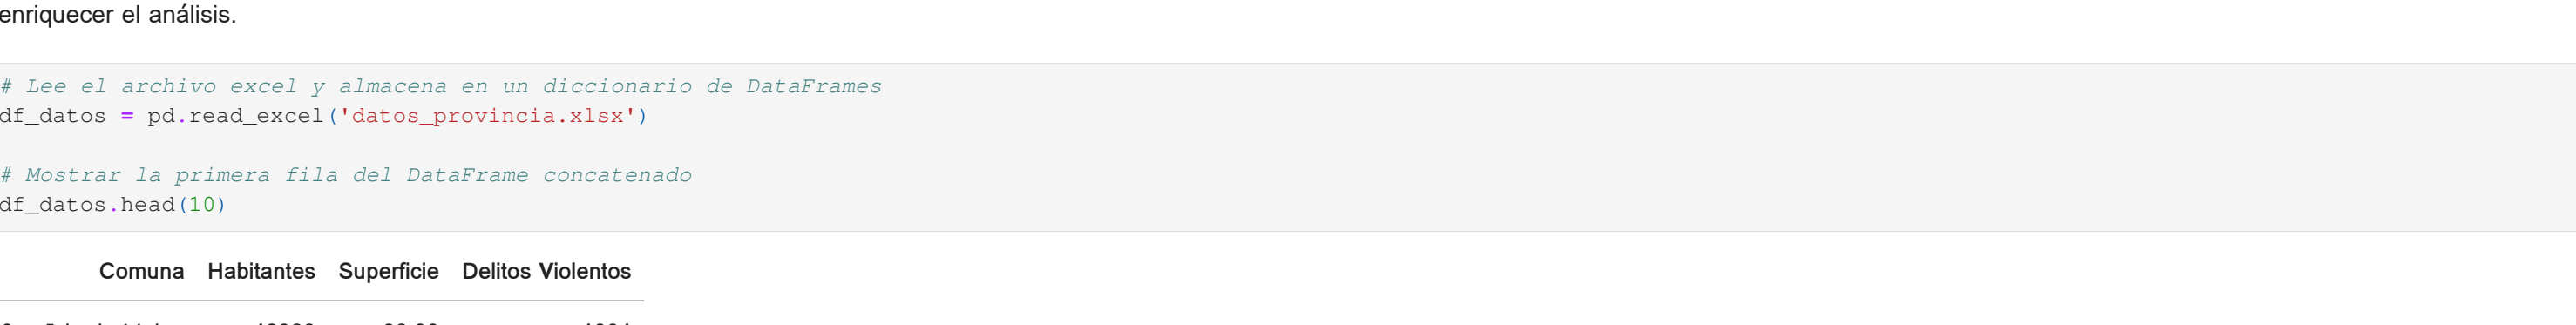 enriquecer el análisis.
# Lee el archivo excel y almacena en un diccionario de DataFrames
df_datos = pd.read_excel('datos_provincia.xlsx')
# Mostrar la primera fila del DataFrame concatenado
df_datos.head(10)
Comuna Habitantes Superficie Delitos Violentos